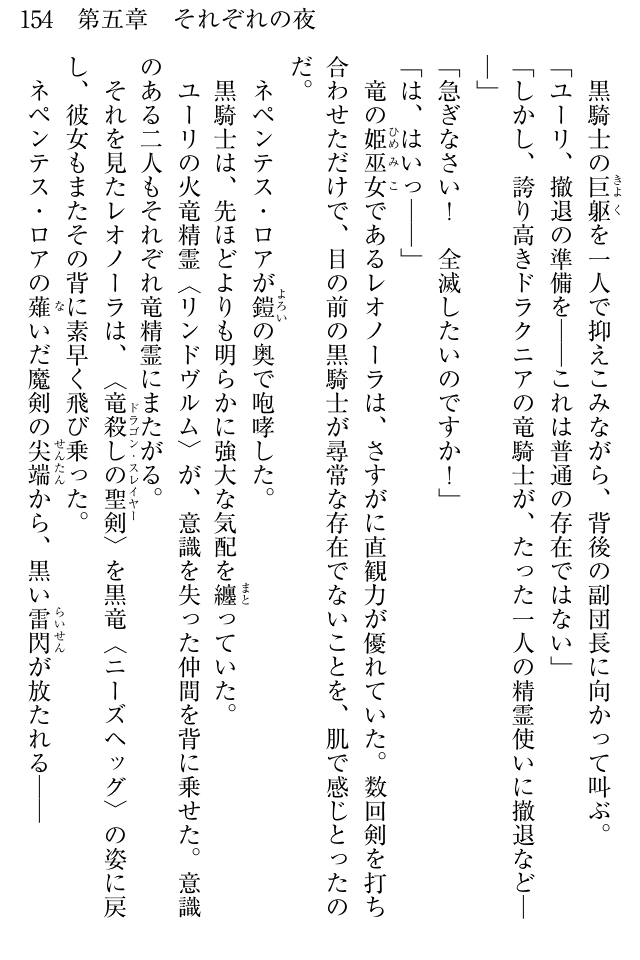 154　第五章　それぞれの夜
　黒騎士の巨躯を一人で抑えこみながら、背後の副団長に向かって叫ぶ。
「ユーリ、撤退の準備を――これは普通の存在ではない」
「しかし、誇り高きドラクニアの竜騎士が、たった一人の精霊使いに撤退など―
―」
「急ぎなさい！　全滅したいのですか！」
「は、はいっ――」
　竜の姫巫女であるレオノーラは、さすがに直観力が優れていた。数回剣を打ち
合わせただけで、目の前の黒騎士が尋常な存在でないことを、肌で感じとったの
だ。
　ネペンテス・ロアが鎧の奥で咆哮した。
　黒騎士は、先ほどよりも明らかに強大な気配を纏っていた。
　ユーリの火竜精霊〈リンドヴルム〉が、意識を失った仲間を背に乗せた。意識
のある二人もそれぞれ竜精霊にまたがる。
　それを見たレオノーラは、〈竜殺しの聖剣〉を黒竜〈ニーズヘッグ〉の姿に戻
し、彼女もまたその背に素早く飛び乗った。
　ネペンテス・ロアの薙いだ魔剣の尖端から、黒い雷閃が放たれる――